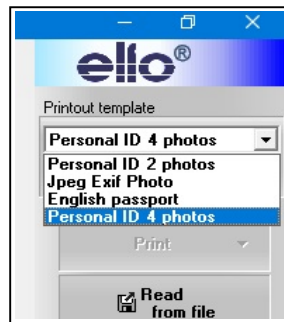 elfo®
Printout template
Personal ID 4 photos
Personal ID 2 photos
Jpeg Exif Photo
English passport
Personal ID 4 photos
Print
Read
from file